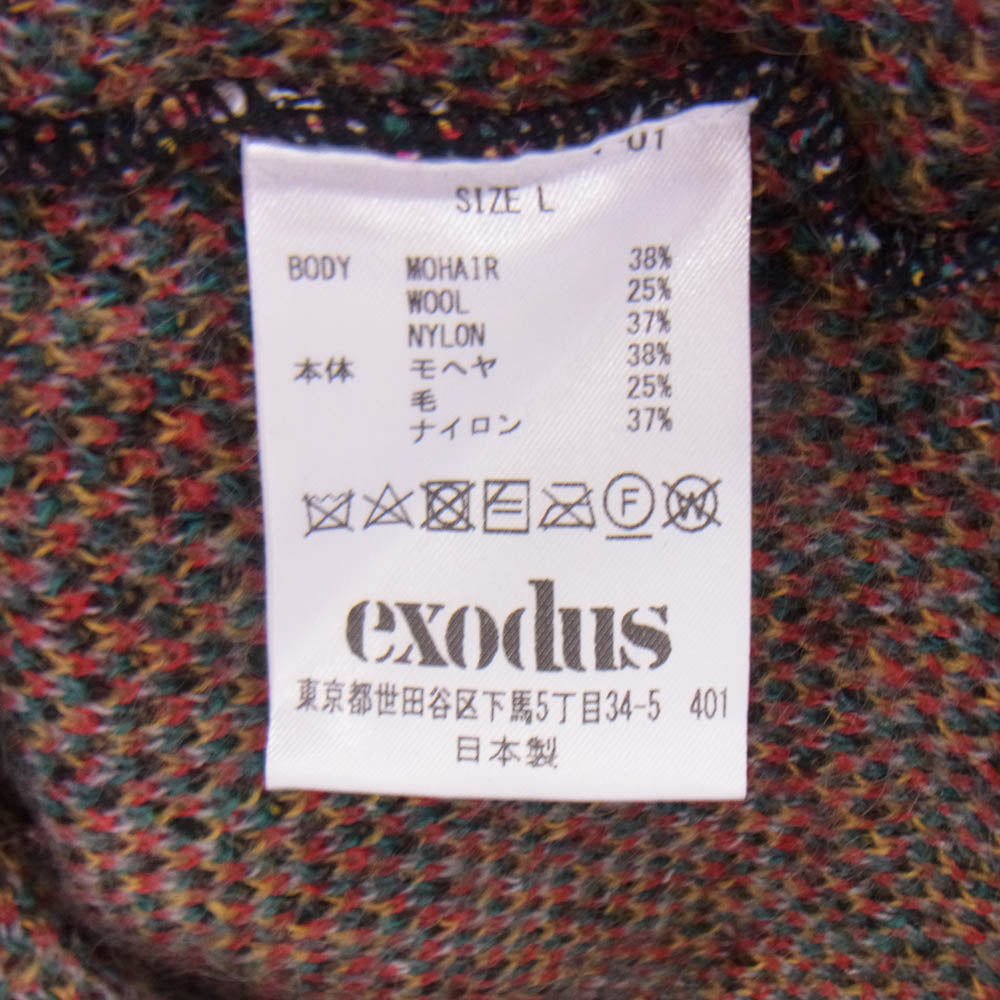 01
SIZE L
BODY MOHAIR 38%
WOOL 25%
NYLON 37%
本体 モヘヤ 38%
毛 25%
ナイロン 37%
F W
exodus
東京都世田谷区下馬5丁目34-5 401
日本製